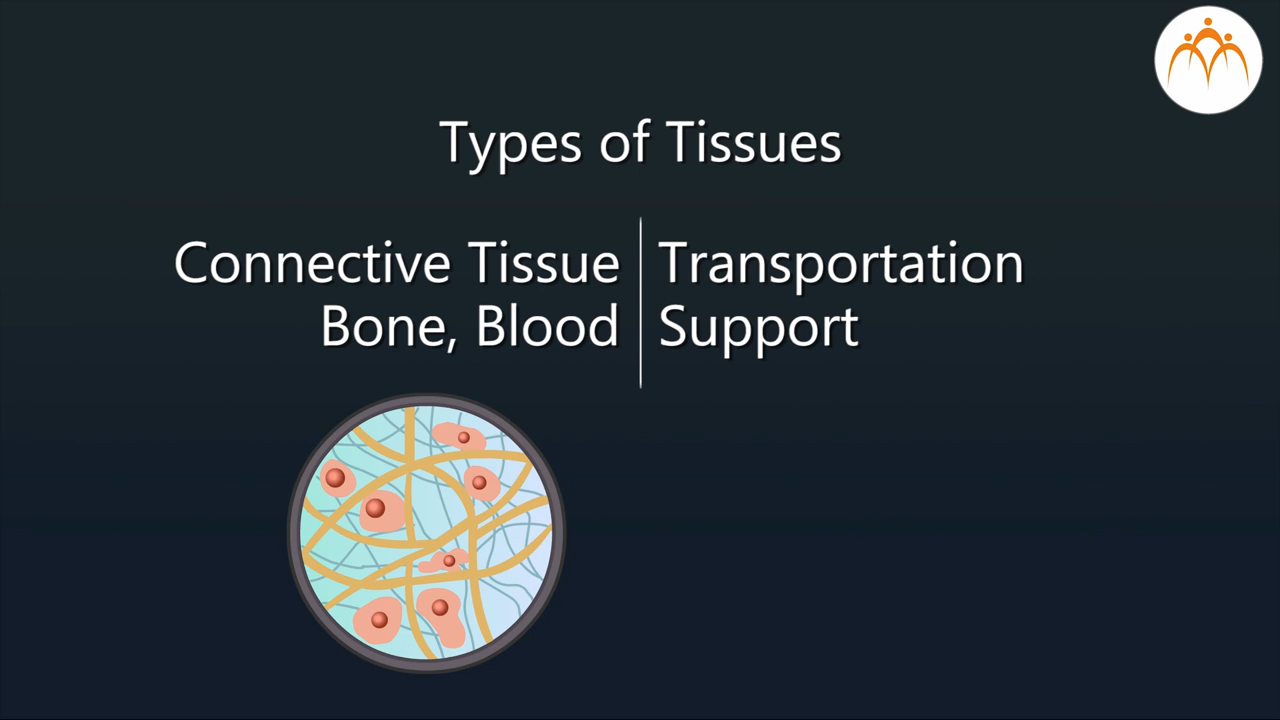 Types of Tissues
Connective Tissue
Bone, Blood
Transportation
Support